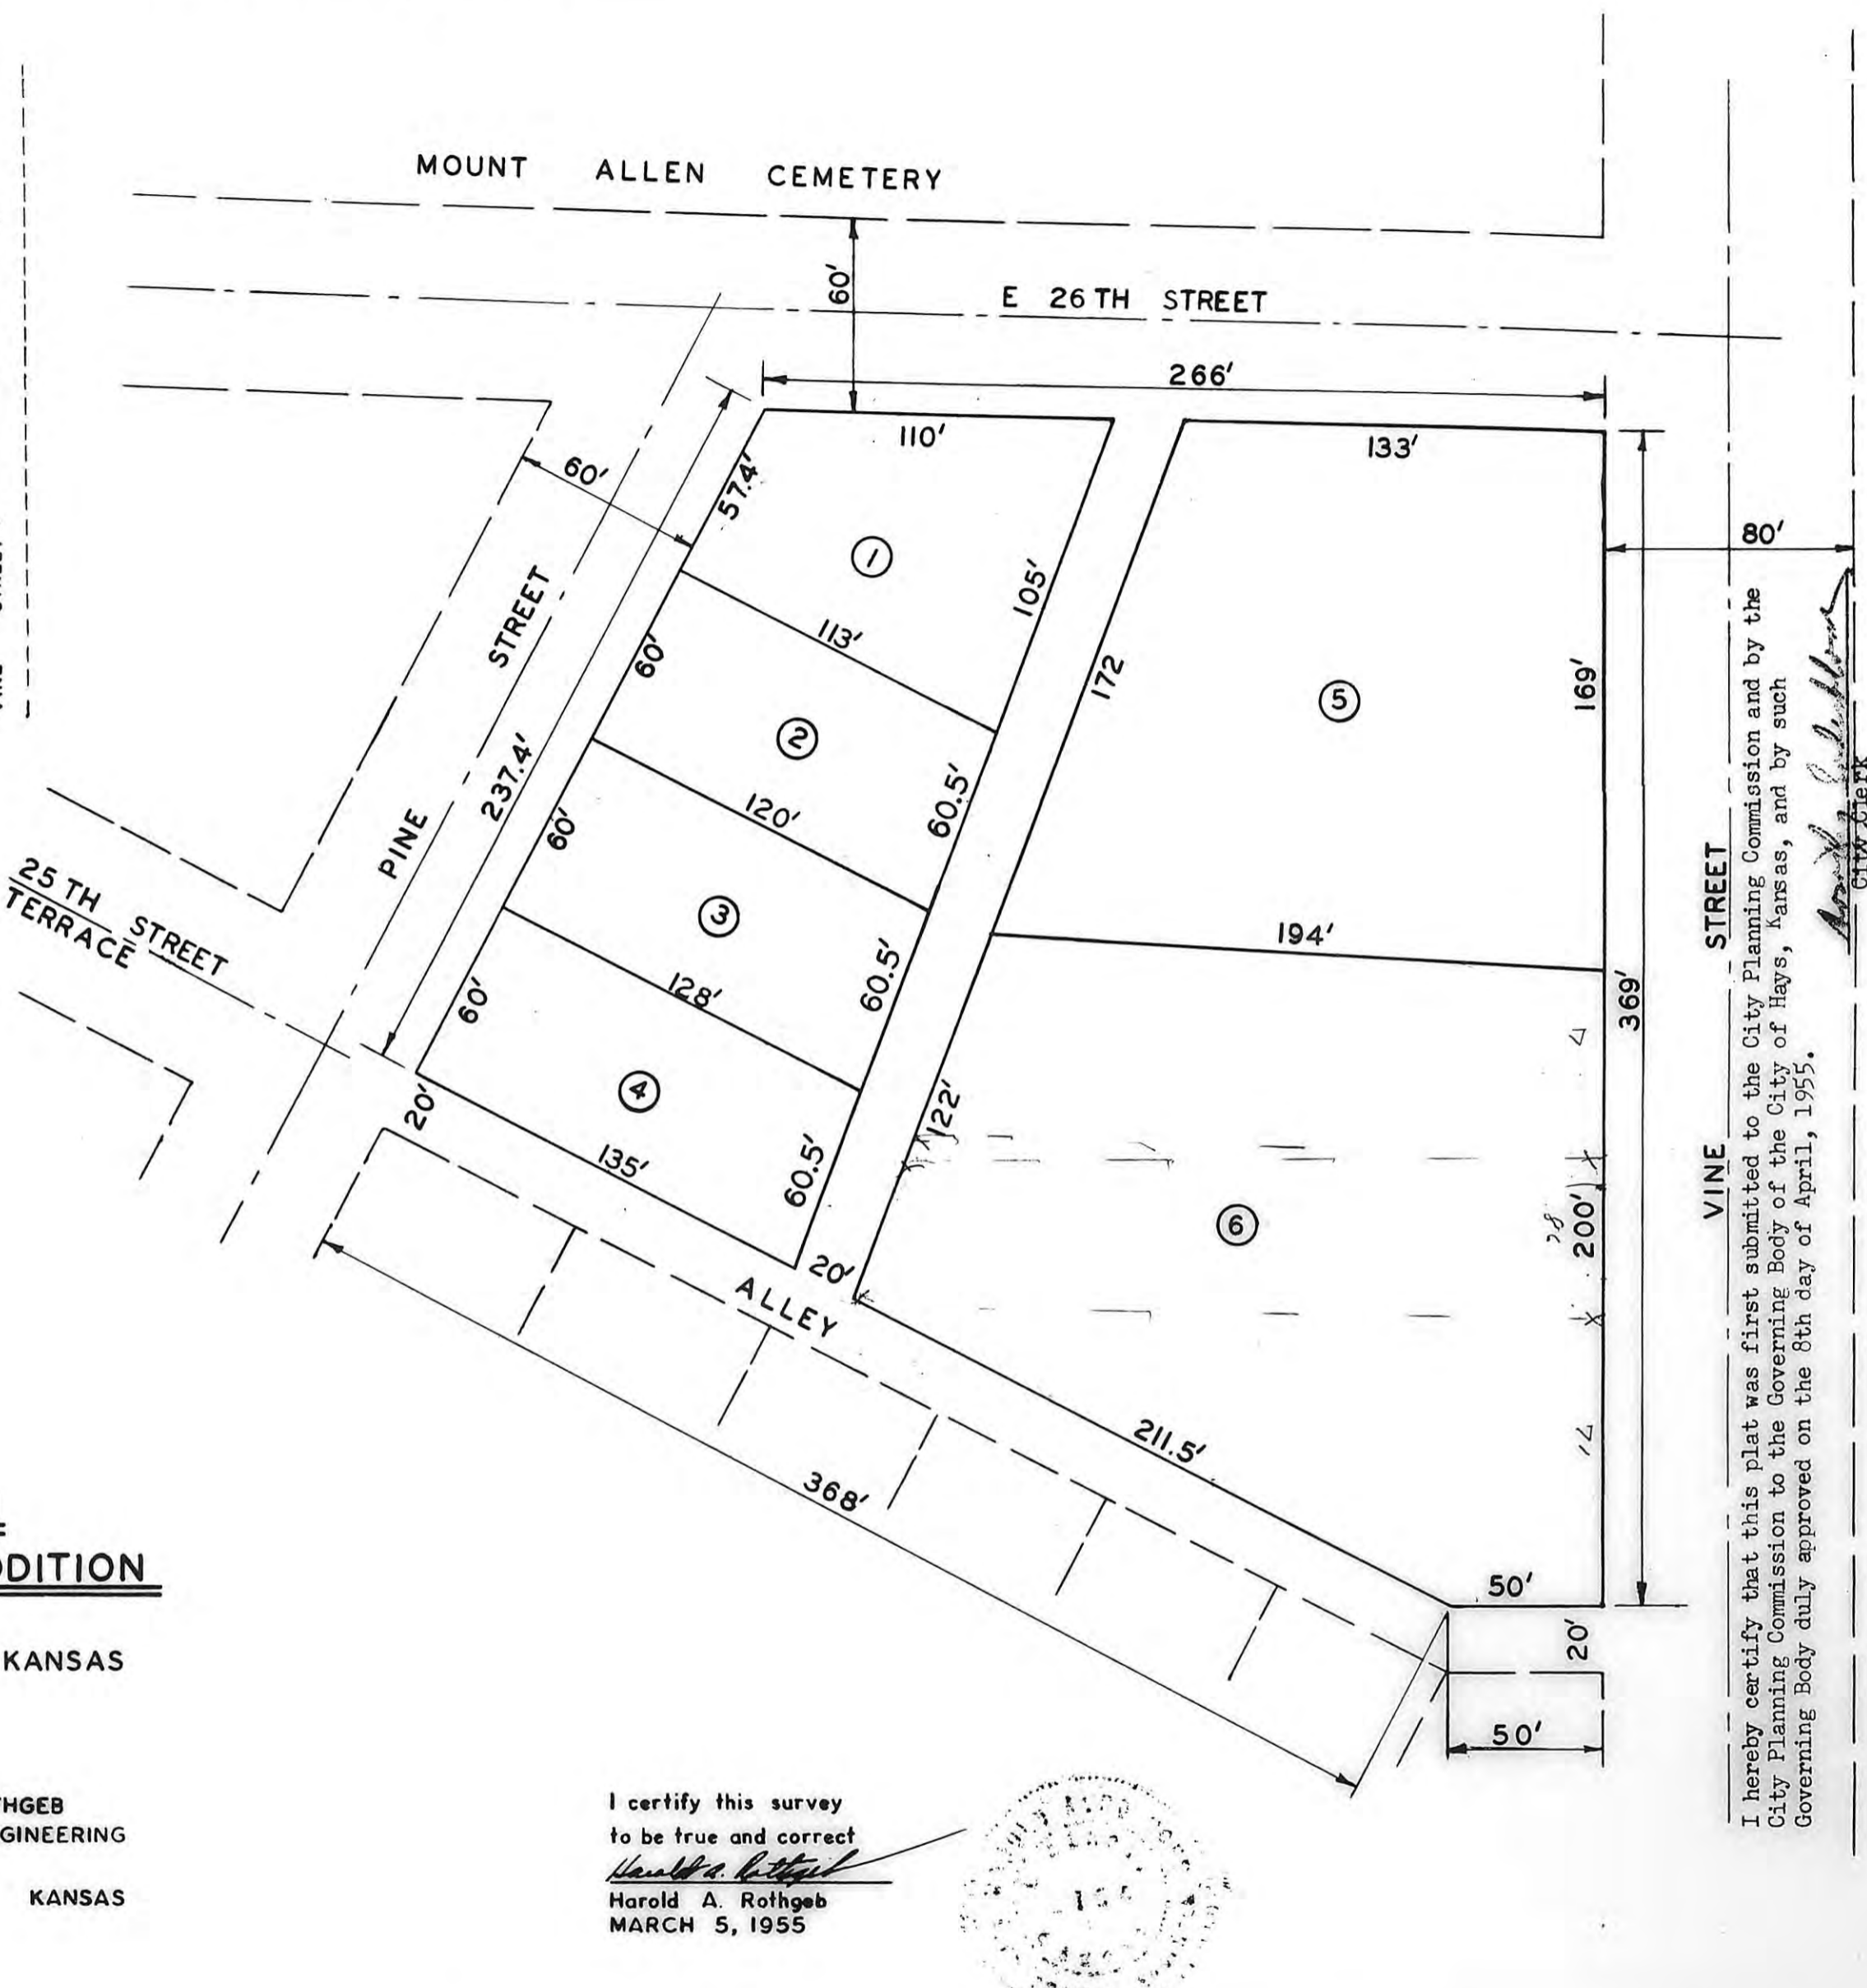 MOUNT ALLEN CEMETERY
60'
E 26TH STREET
266'
110'
133'
60'
57.4'
80'
1
105'
STREET
113'
60'
172
169'
5
2
237.4'
60.5'
120'
60'
PINE
25TH STREET
TERRACE
3
194'
STREET
369'
60.5'
128'
60'
4
122'
20'
135'
60.5'
VINE
200'
6
20'
ALLEY
211.5'
368'
50'
20'
50'
DDITION
KANSAS
HGEB
GINEERING
KANSAS
I certify this survey
to be true and correct
Harold A. Rothgeb
Harold A. Rothgeb
MARCH 5, 1955
I hereby certify that this plat was first submitted to the City Planning Commission and by the
City Planning Commission to the Governing Body of the City of Hays, Kansas, and by such
Governing Body duly approved on the 8th day of April, 1955.
City Clerk